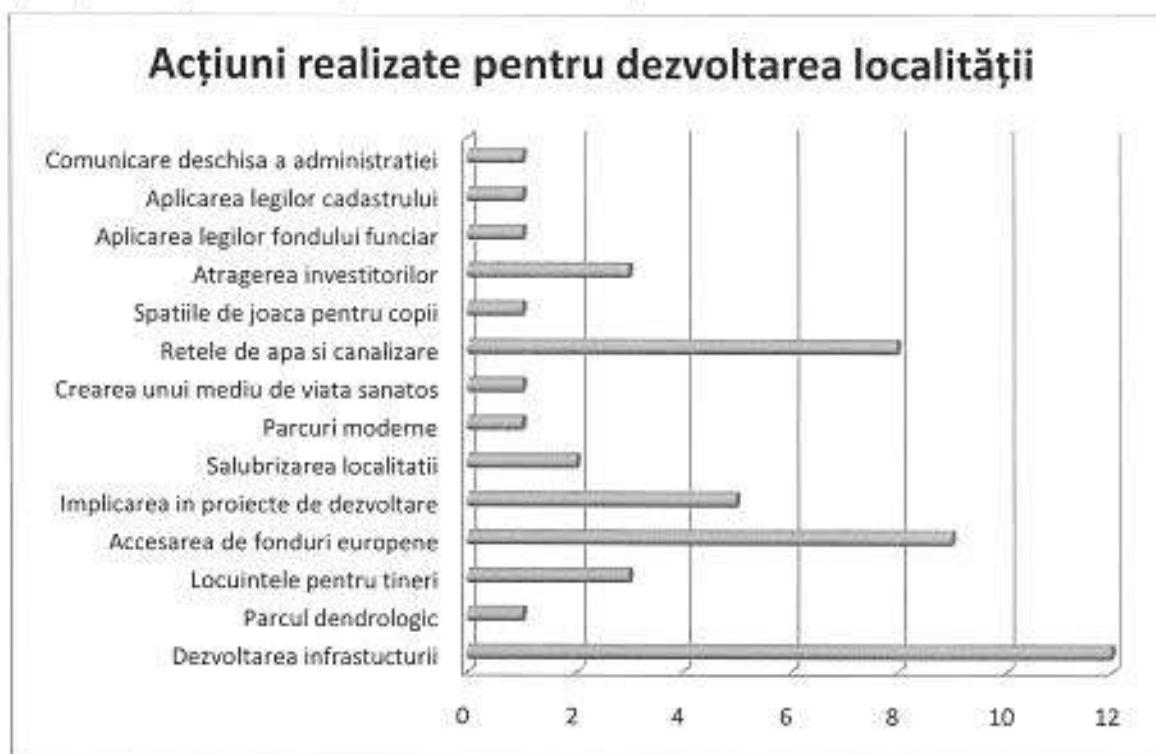 Acțiuni realizate pentru dezvoltarea localității
Comunicare deschisa a administratiei
Aplicarea legilor cadastrului
Aplicarea legilor fondului funciar
Atragerea investitorilor
Spatiile de joaca pentru copii
Retele de apa si canalizare
Crearea unui mediu de viata sanatos
Parcuri moderne
Salubrizarea localitatii
Implicarea in proiecte de dezvoltare
Accesarea de fonduri europene
Locuintele pentru tineri
Parcul dendrologic
Dezvoltarea infrastucturii
0 2 4 6 8 10 12